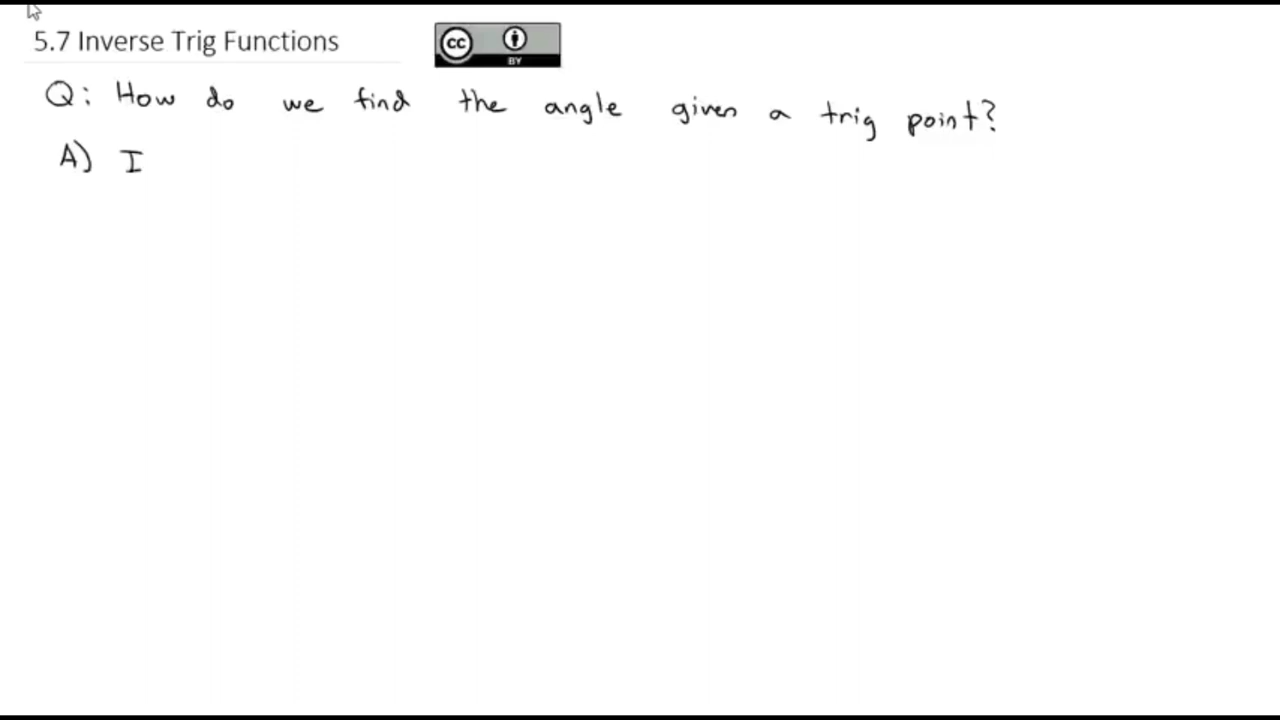 5.7 Inverse Trig Functions
cc BY
Q: How do we find the angle given a trig point?
A) I